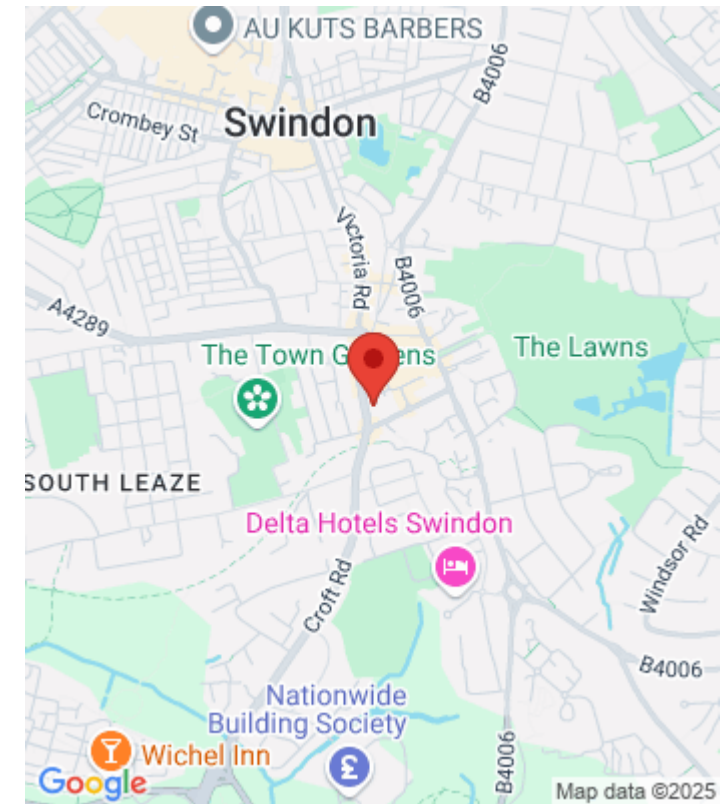 AU KUTS BARBERS
B4006
Crombey St
Swindon
Victoria Rd
B4006
A4289
The Town G
ens
The Lawns
SOUTH LEAZE
Delta Hotels Swindon
Windsor Rd
Croft Rd
B4006
Nationwide
Building Society
B4006
Wichel Inn
£
Google
Map data ©2025